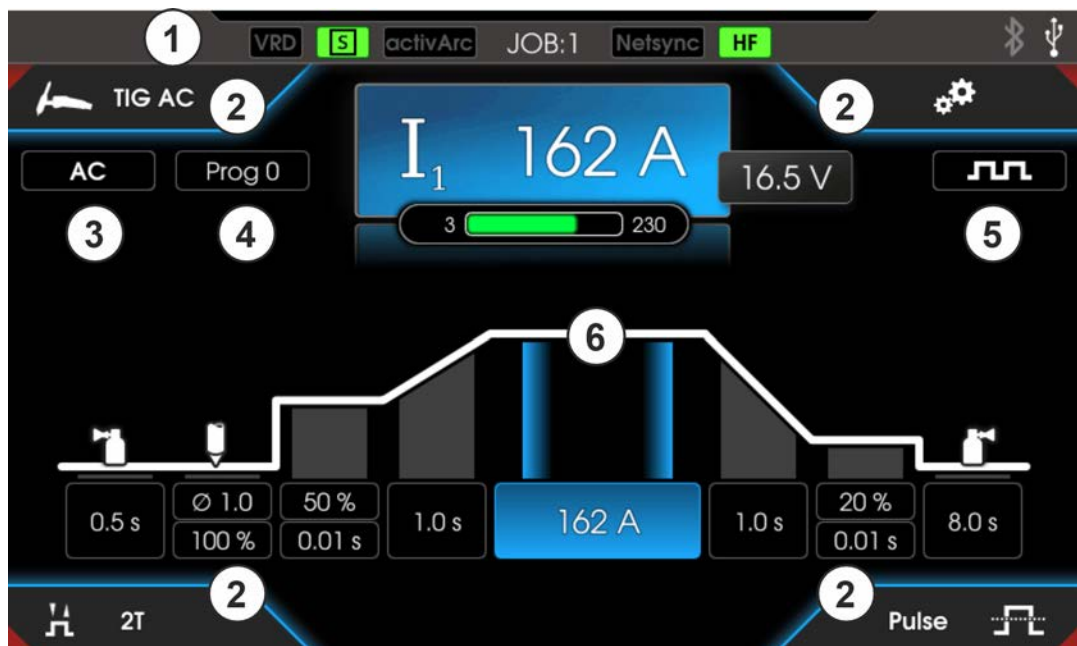 1 VRD S activArc JOB:1 Netsync HF
TIG AC 2 2
AC Prog 0 I1 162 A 16.5 V
3 230
3 4 5
6
0.5 s Ø 1.0 50 % 1.0 s 162 A 1.0 s 20 % 8.0 s
100 % 0.01 s 0.01 s
2 2
2T Pulse